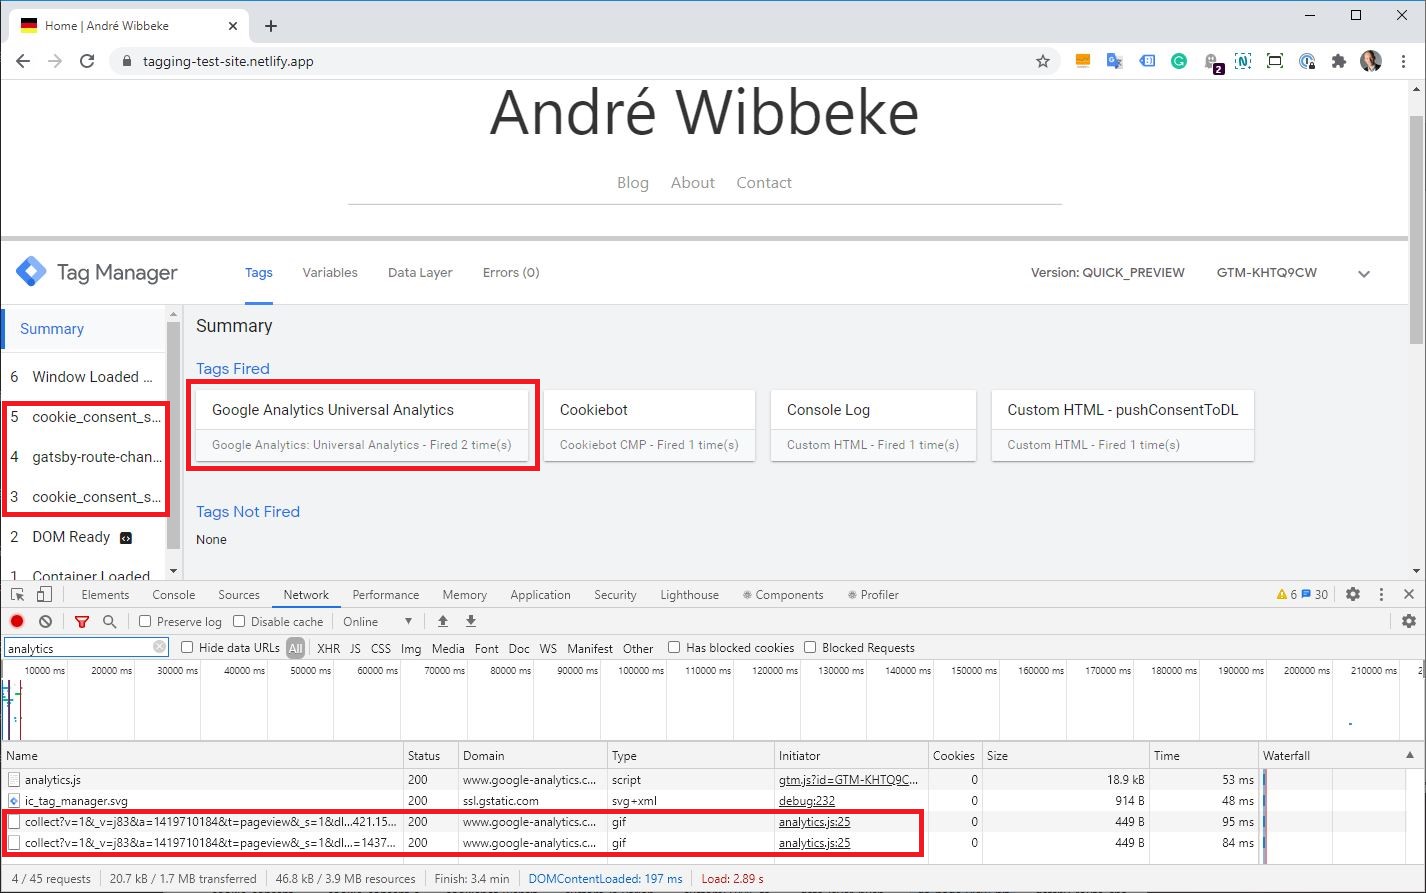 Home | André Wibbeke
tagging-test-site.netlify.app
2
André Wibbeke
Blog About Contact
Tag Manager Tags Variables Data Layer Errors (0) Version: QUICK_PREVIEW GTM-KHTQ9CW
Summary
6 Window Loaded ...
5 cookie_consent_s...
4 gatsby-route-chan...
3 cookie_consent_s...
2 DOM Ready
1 Container Loaded
Summary
Tags Fired
Google Analytics Universal Analytics
Google Analytics: Universal Analytics - Fired 2 time(s)
Cookiebot
Cookiebot CMP - Fired 1 time(s)
Console Log
Custom HTML - Fired 1 time(s)
Custom HTML - pushConsentToDL
Custom HTML - Fired 1 time(s)
Tags Not Fired
None
Elements Console Sources Network Performance Memory Application Security Lighthouse Components Profiler 6 30
Preserve log Disable cache Online
analytics Hide data URLs All XHR JS CSS Img Media Font Doc WS Manifest Other Has blocked cookies Blocked Requests
10000 ms 20000 ms 30000 ms 40000 ms 50000 ms 60000 ms 70000 ms 80000 ms 90000 ms 100000 ms 110000 ms 120000 ms 130000 ms 140000 ms 150000 ms 160000 ms 170000 ms 180000 ms 190000 ms 200000 ms 210000 ms 2
Name Status Domain Type Initiator Cookies Size Time Waterfall
analytics.js 200 www.google-analytics.c... script gtm.js?id=GTM-KHTQ9C... 0 18.9 kB 53 ms
ic_tag_manager.svg 200 ssl.gstatic.com svg+xml debug:232 0 914 B 48 ms
collect?v=1&_v=j83&a=1419710184&t=pageview&_s=1&dl...421.15... 200 www.google-analytics.c... gif analytics.js:25 0 449 B 95 ms
collect?v=1&_v=j83&a=1419710184&t=pageview&_s=1&dl...=1437... 200 www.google-analytics.c... gif analytics.js:25 0 449 B 84 ms
4 / 45 requests 20.7 kB / 1.7 MB transferred 46.8 kB / 3.9 MB resources Finish: 3.4 min DOMContentLoaded: 197 ms Load: 2.89 s